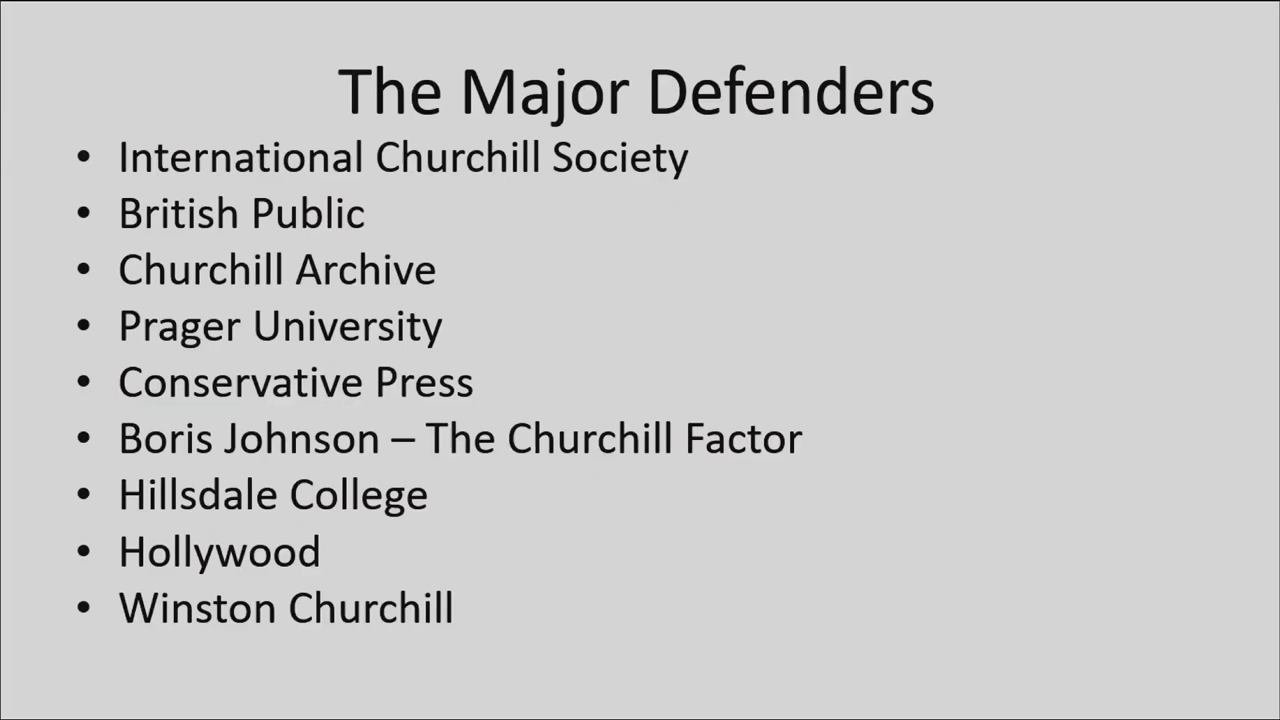 The Major Defenders
• International Churchill Society
• British Public
• Churchill Archive
• Prager University
• Conservative Press
• Boris Johnson – The Churchill Factor
• Hillsdale College
• Hollywood
• Winston Churchill